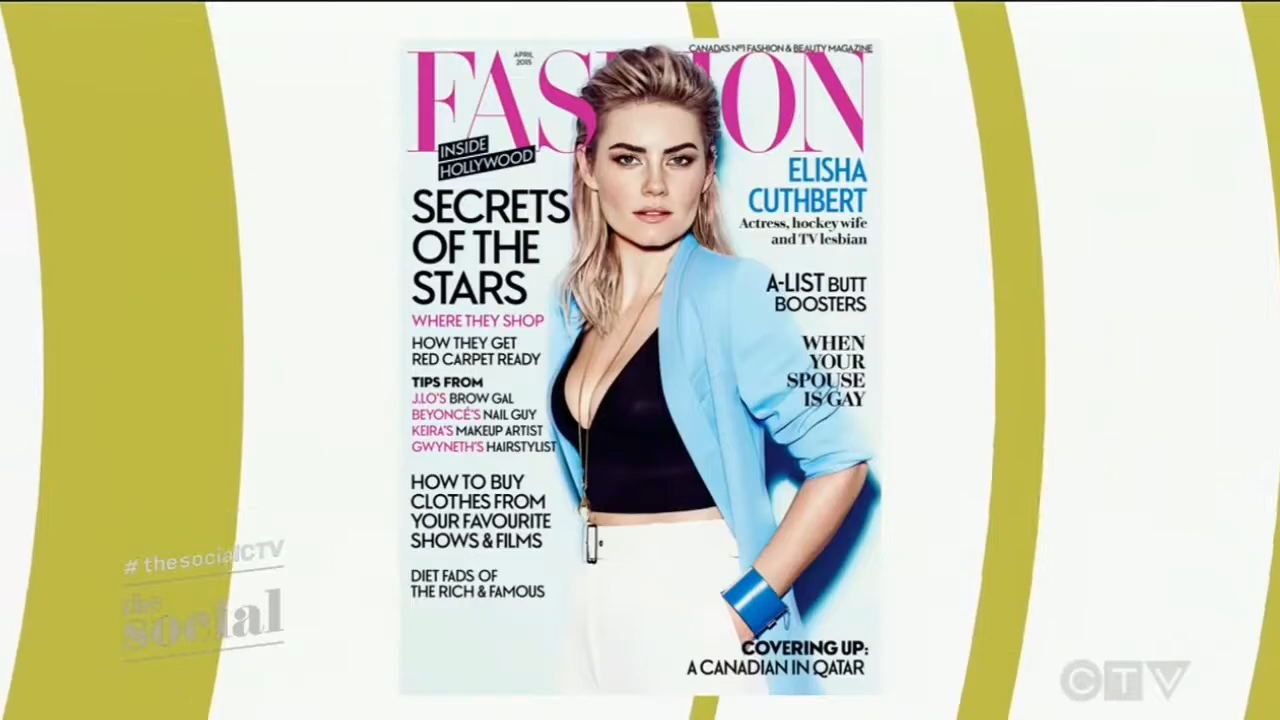 CANADA'S Nº1 FASHION & BEAUTY MAGAZINE
APRIL
2015
FASHION
INSIDE
HOLLYWOOD
SECRETS
OF THE
STARS
WHERE THEY SHOP
HOW THEY GET
RED CARPET READY
TIPS FROM
J.LO'S BROW GAL
BEYONCÉ'S NAIL GUY
KEIRA'S MAKEUP ARTIST
GWYNETH'S HAIRSTYLIST
HOW TO BUY
CLOTHES FROM
YOUR FAVOURITE
SHOWS & FILMS
DIET FADS OF
THE RICH & FAMOUS
ELISHA
CUTHBERT
Actress, hockey wife
and TV lesbian
A-LIST BUTT
BOOSTERS
WHEN
YOUR
SPOUSE
IS GAY
COVERING UP:
A CANADIAN IN QATAR
#thesocialCTV
the
social
CTV